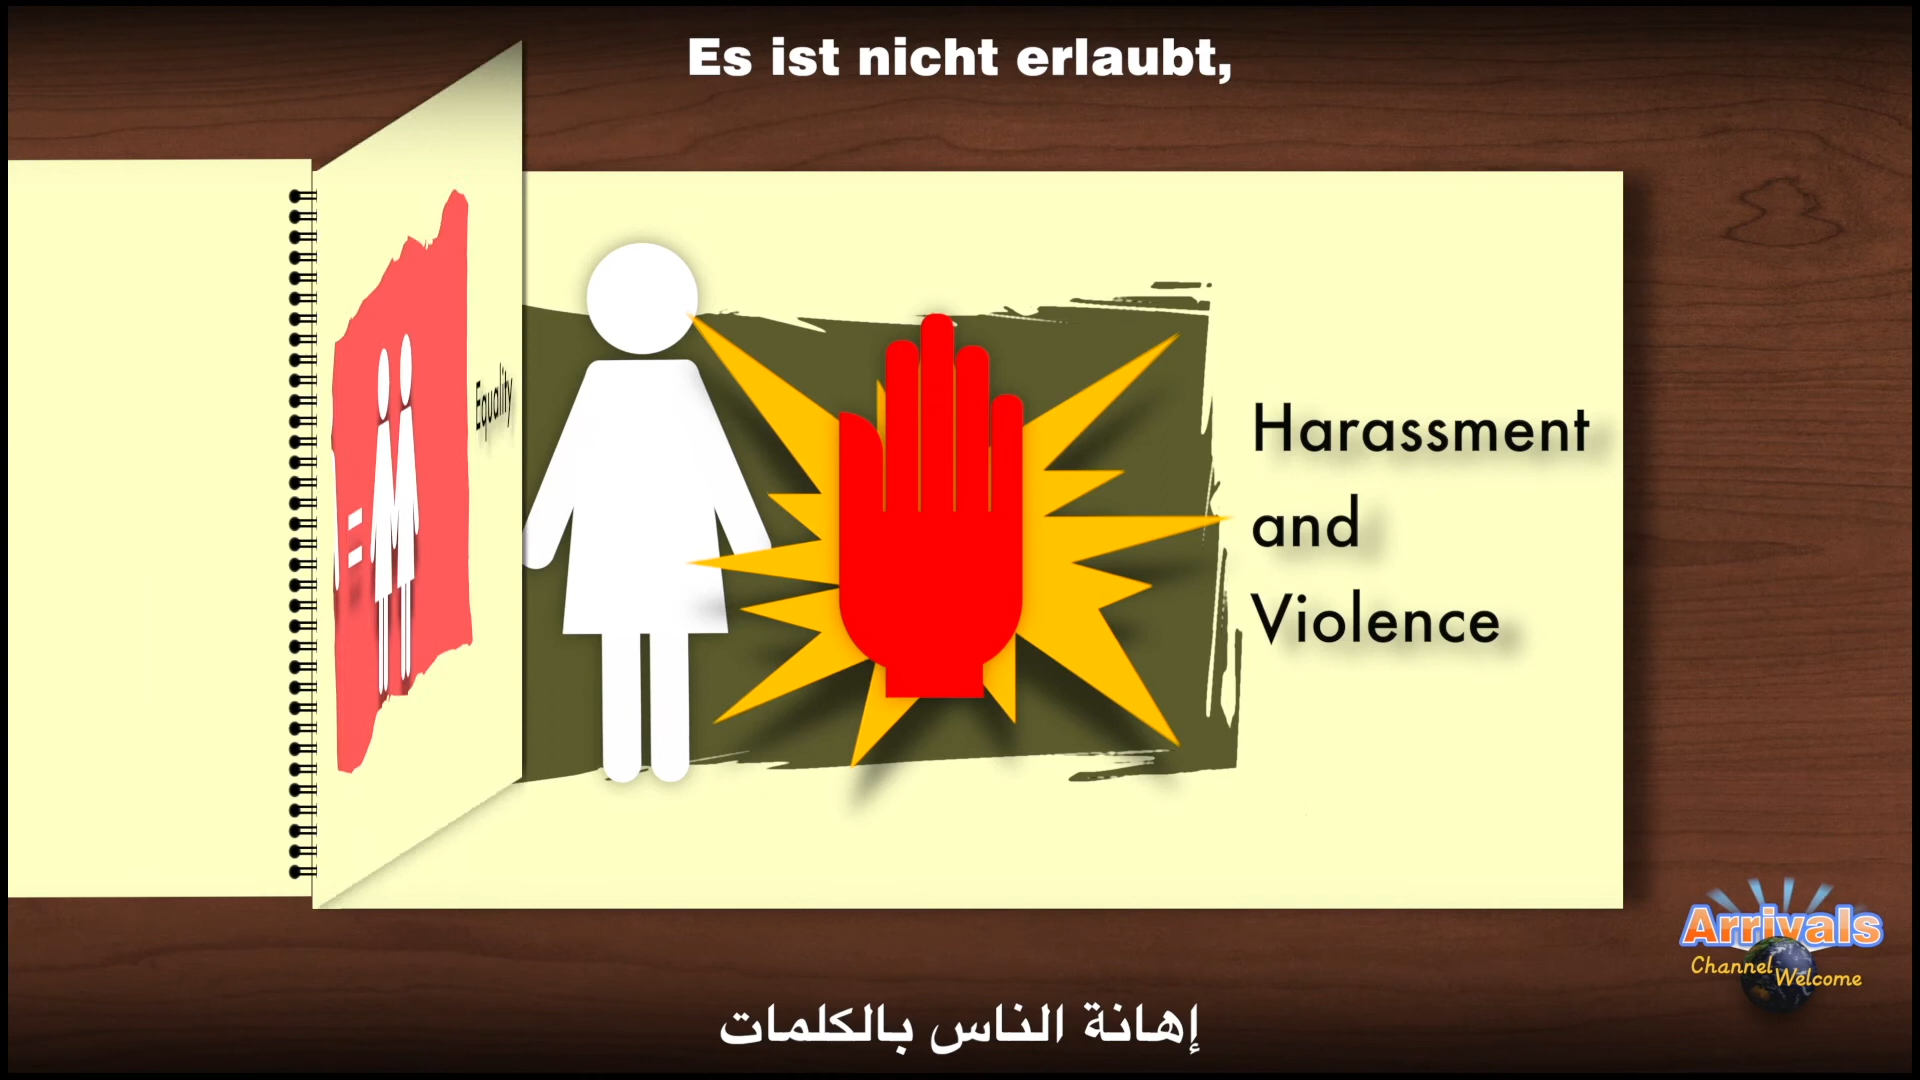 Es ist nicht erlaubt,
Equality
=
Harassment
and
Violence
Arrivals
Channel
Welcome
إهانة الناس بالكلمات